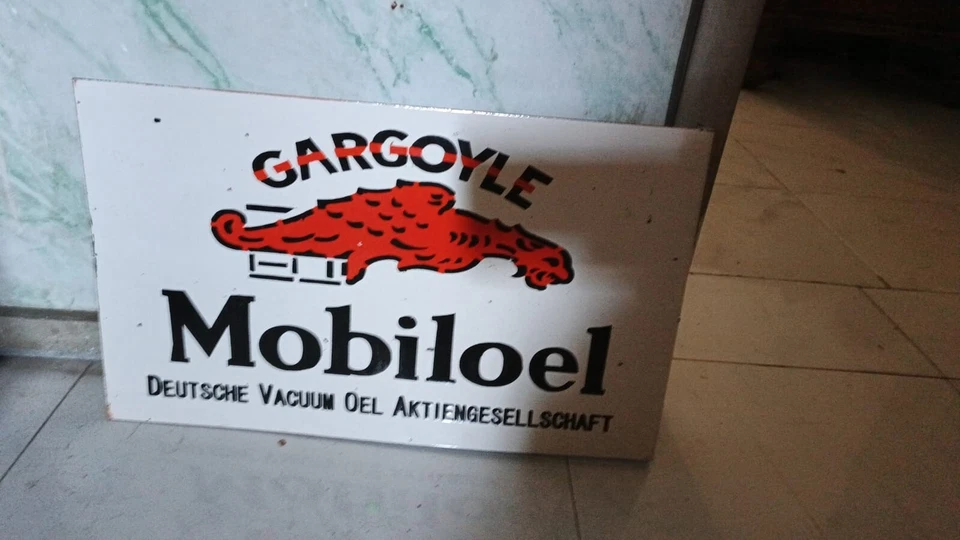 GARGOYLE
Mobiloel
DEUTSCHE VACUUM OEL AKTIENGESELLSCHAFT